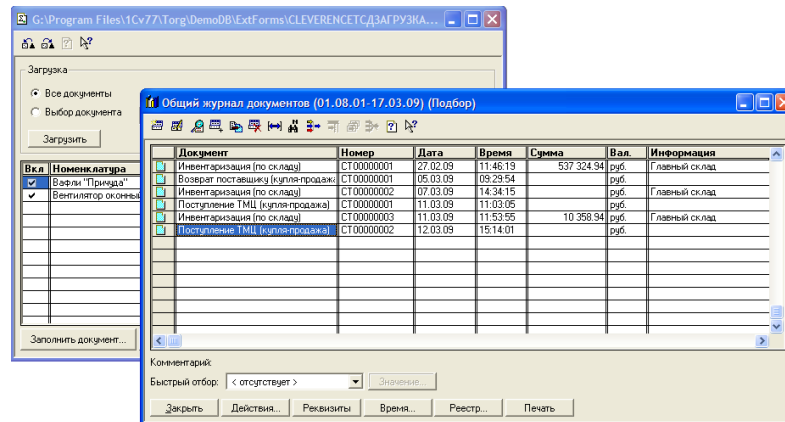 G:\Program Files\1Cv77\Torg\DemoDB\ExtForms\CLEVERENCEТСДЗАГРУЗКА...
Загрузка
Все документы
Выбор документа
Загрузить
Вкл Номенклатура
Вафли "Причуда"
Вентилятор оконный
Заполнить документ...
Общий журнал документов (01.08.01-17.03.09) (Подбор)
Документ Номер Дата Время Сумма Вал. Информация
Инвентаризация (по складу) СТ00000001 27.02.09 11:46:19 537 324.94 руб. Главный склад
Возврат поставщику (купля-продажа СТ00000001 05.03.09 09:29:54 руб.
Инвентаризация (по складу) СТ00000002 07.03.09 14:34:15 руб. Главный склад
Поступление ТМЦ (купля-продажа) СТ00000001 11.03.09 11:03:05 руб.
Инвентаризация (по складу) СТ00000003 11.03.09 11:53:55 10 358.94 руб. Главный склад
Поступление ТМЦ (купля-продажа) СТ00000002 12.03.09 15:14:01 руб.
Комментарий:
Быстрый отбор: < отсутствует > Значение...
Закрыть Действия... Реквизиты Время... Реестр... Печать